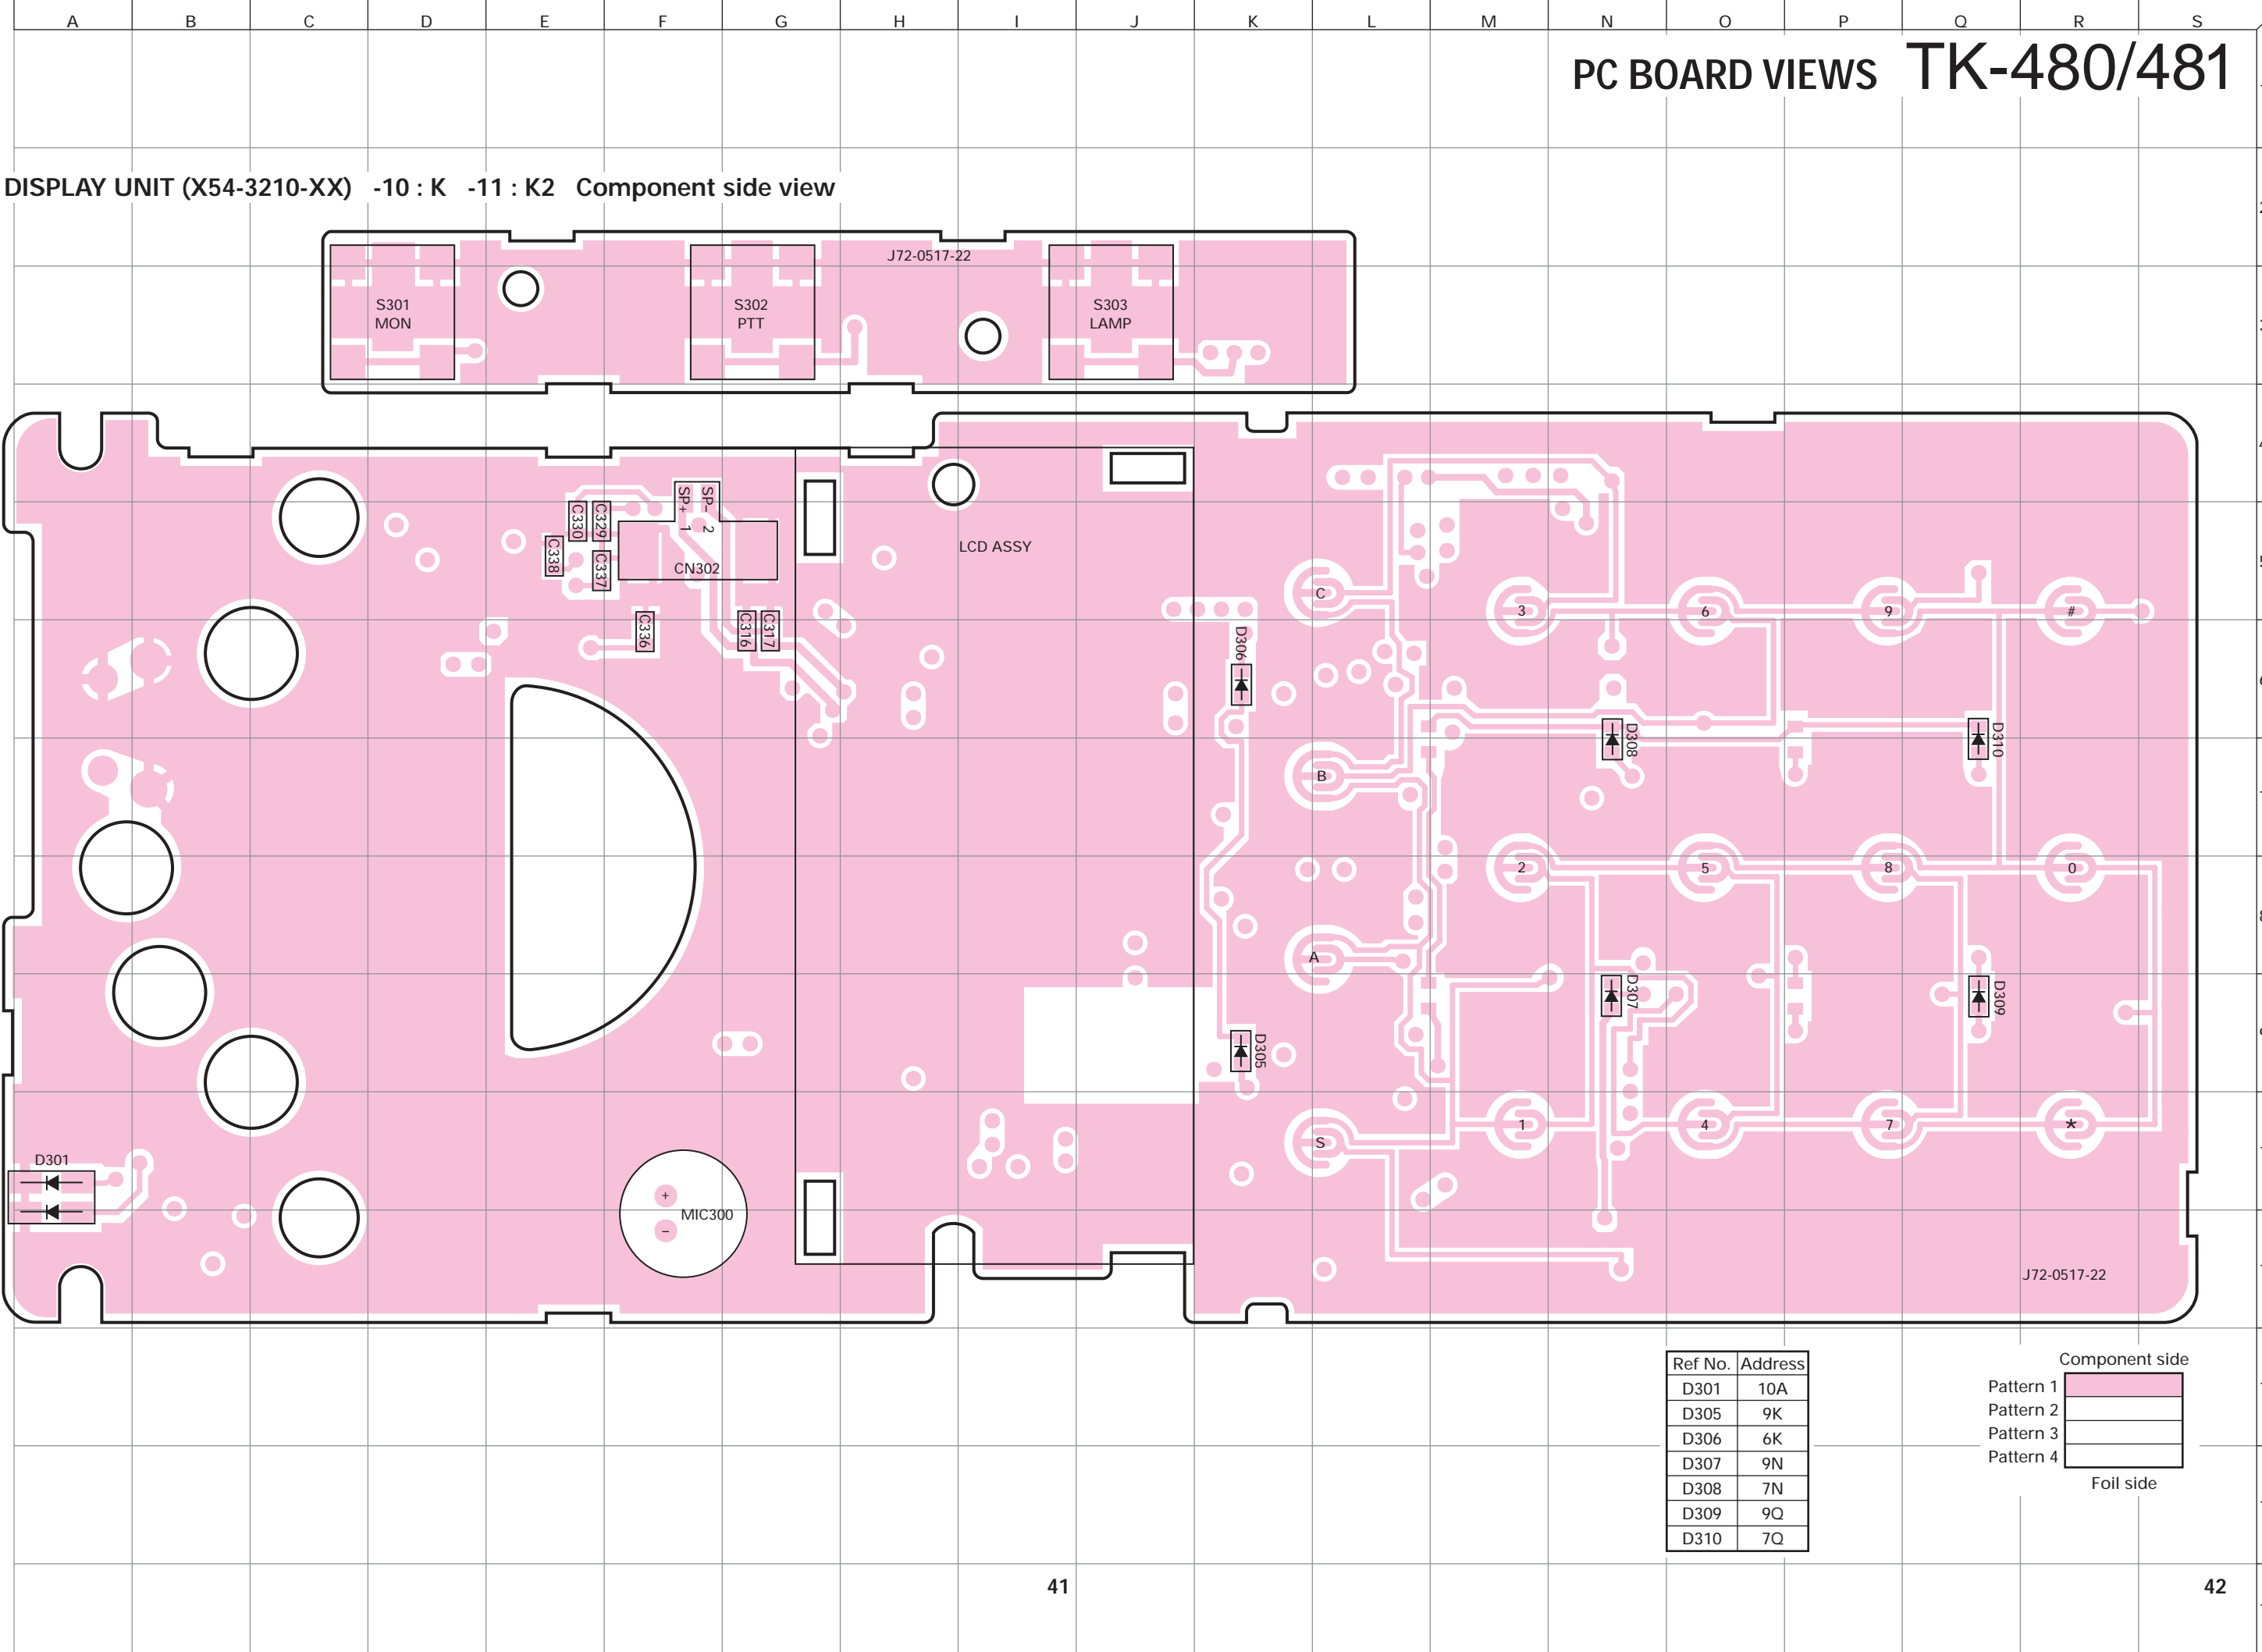 A B C D E F G H I J K L M N O P Q R S
PC BOARD VIEWS TK-480/481
DISPLAY UNIT (X54-3210-XX) -10 : K -11 : K2 Component side view
J72-0517-22
S301
MON
S302
PTT
S303
LAMP
SP+
SP–
1
2
C330
C329
C338
C337
CN302
LCD ASSY
C336
C316
C317
D306
C
3
6
9
#
B
D308
D310
2
5
8
0
A
D307
D309
D305
S
1
4
7
*
D301
+
MIC300
–
J72-0517-22
Ref No. Address
D301 10A
D305 9K
D306 6K
D307 9N
D308 7N
D309 9Q
D310 7Q
Component side
Pattern 1
Pattern 2
Pattern 3
Pattern 4
Foil side
41
42